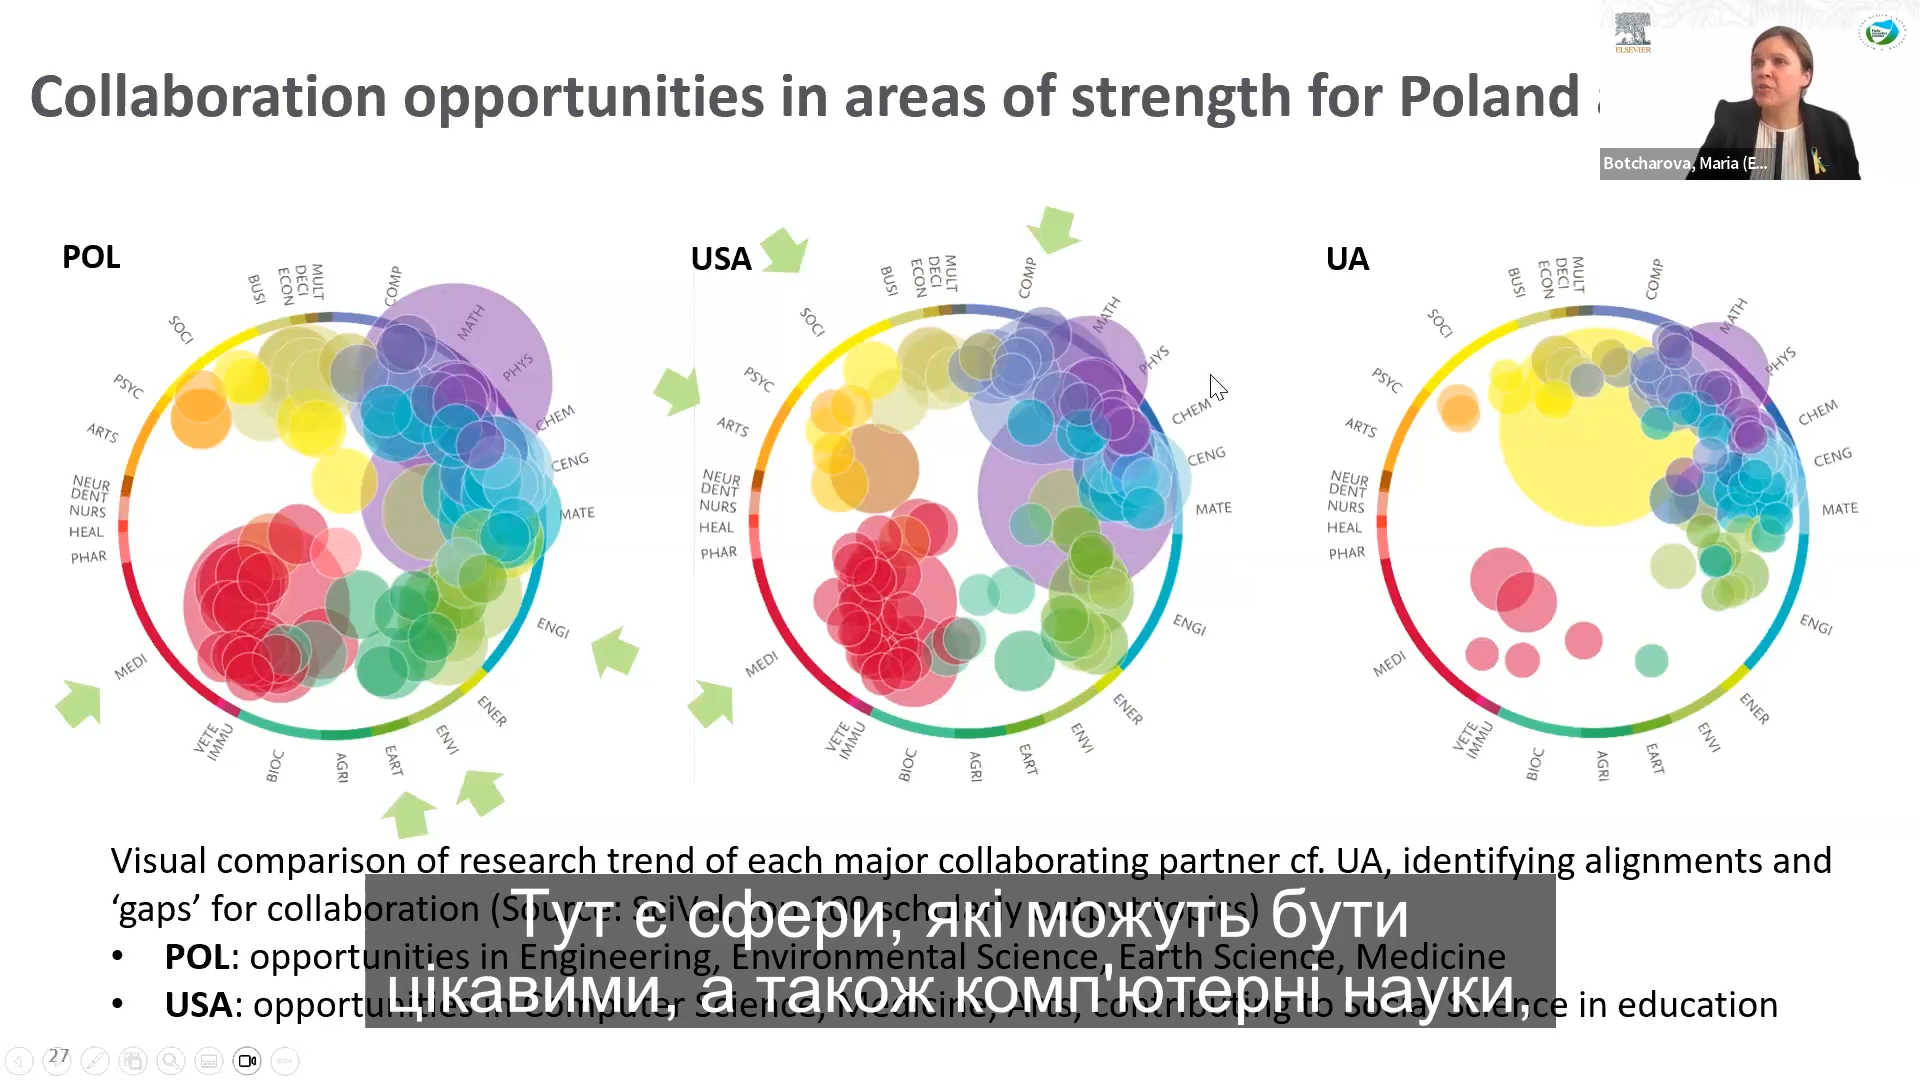 ELSEVIER
Collaboration opportunities in areas of strength for Poland
Botcharova, Maria (E...
POL
BUSI
ECON
DECI
MULT
COMP
MATH
PHYS
CHEM
CENG
MATE
ENGI
ENER
ENVI
EART
AGRI
BIOC
IMMU
VETE
MEDI
PHAR
HEAL
NURS
DENT
NEUR
ARTS
PSYC
SOCI
USA
BUSI
ECON
DECI
MULT
COMP
MATH
PHYS
CHEM
CENG
MATE
ENGI
ENER
ENVI
EART
AGRI
BIOC
IMMU
VETE
MEDI
PHAR
HEAL
NURS
DENT
NEUR
ARTS
PSYC
SOCI
UA
BUSI
ECON
DECI
MULT
COMP
MATH
PHYS
CHEM
CENG
MATE
ENGI
ENER
ENVI
EART
AGRI
BIOC
IMMU
VETE
MEDI
PHAR
HEAL
NURS
DENT
NEUR
ARTS
PSYC
SOCI
Visual comparison of research trend of each major collaborating partner cf. UA, identifying alignments and
‘gaps’ for collaboration (Source: SciVal, top 100 scholarly output topics)
• POL: opportunities in Engineering, Environmental Science, Earth Science, Medicine
• USA: opportunities in Computer Science, Medicine, Arts, contributing to Social Science in education
Тут є сфери, які можуть бути
цікавими, а також комп'ютерні науки,
27